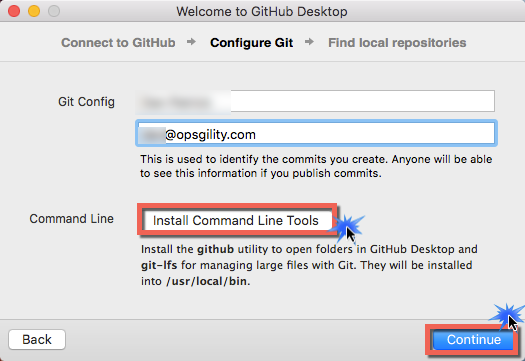 Welcome to GitHub Desktop
Connect to GitHub → Configure Git → Find local repositories
Git Config
@opsgility.com
This is used to identify the commits you create. Anyone will be able
to see this information if you publish commits.
Command Line
Install Command Line Tools
Install the github utility to open folders in GitHub Desktop and
git-lfs for managing large files with Git. They will be installed
into /usr/local/bin.
Back
Continue